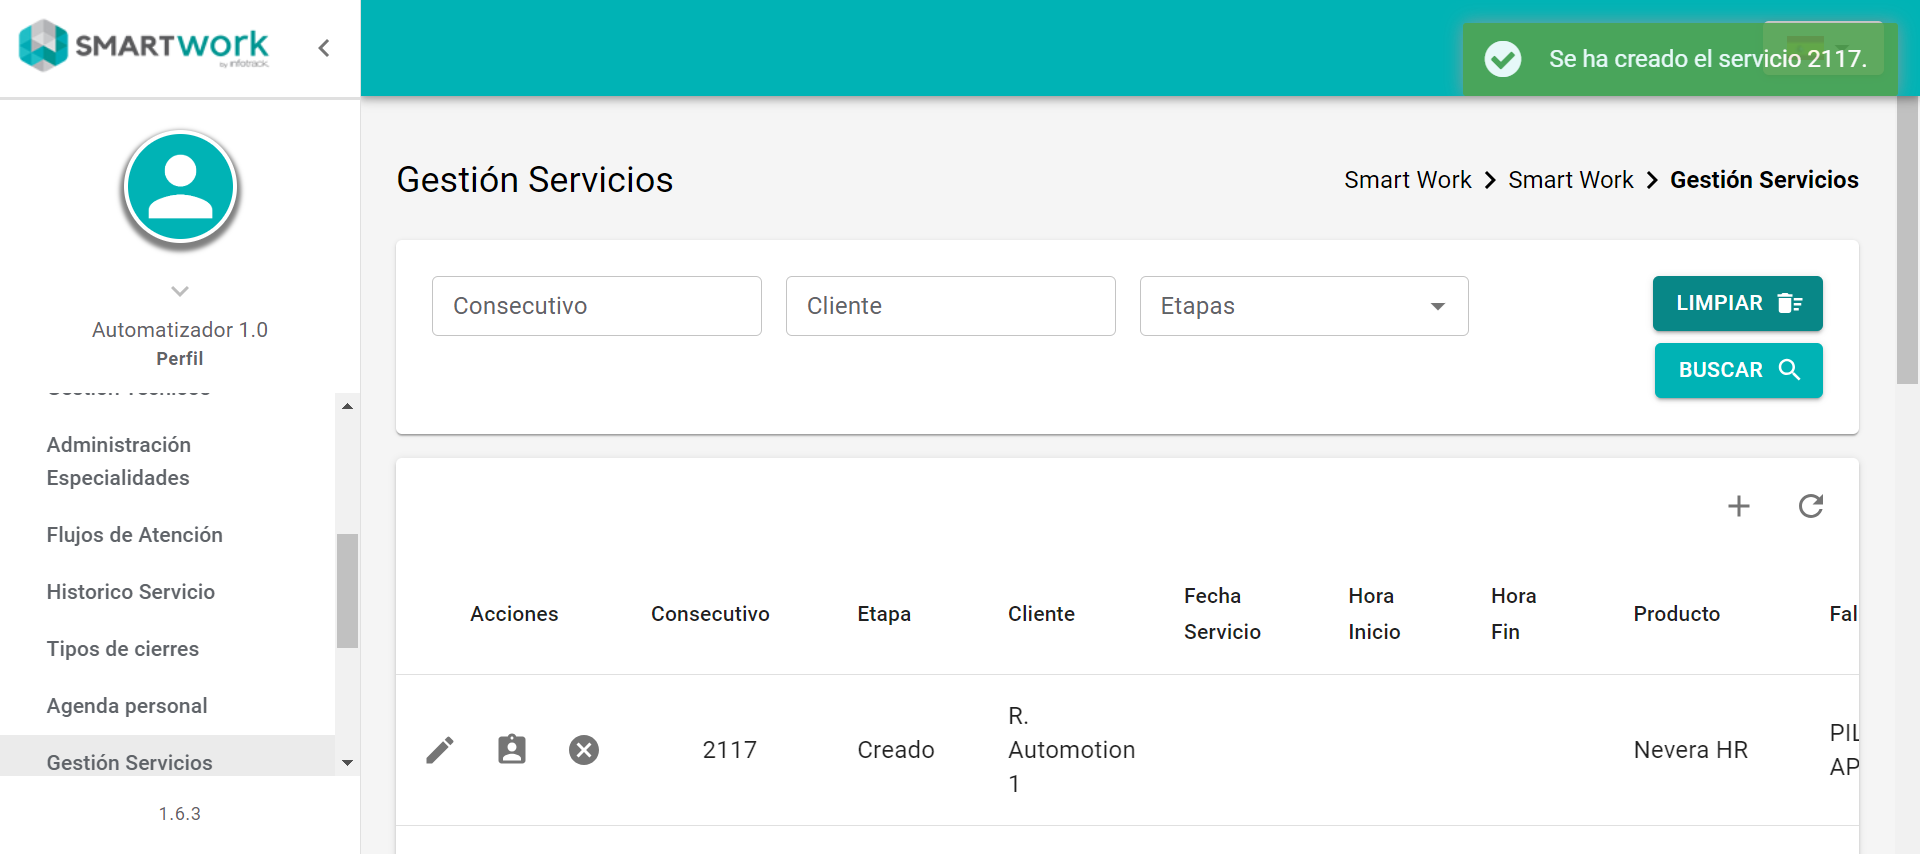 SMARTWORK
by infotrack.
Se ha creado el servicio 2117.
Automatizador 1.0
Perfil
Gestión Técnicos
Administración
Especialidades
Flujos de Atención
Historico Servicio
Tipos de cierres
Agenda personal
Gestión Servicios
1.6.3
Gestión Servicios
Smart Work > Smart Work > Gestión Servicios
Consecutivo
Cliente
Etapas
LIMPIAR
BUSCAR
Acciones
Consecutivo
Etapa
Cliente
Fecha
Servicio
Hora
Inicio
Hora
Fin
Producto
Fal
2117
Creado
R.
Automotion
1
Nevera HR
PIL
AP